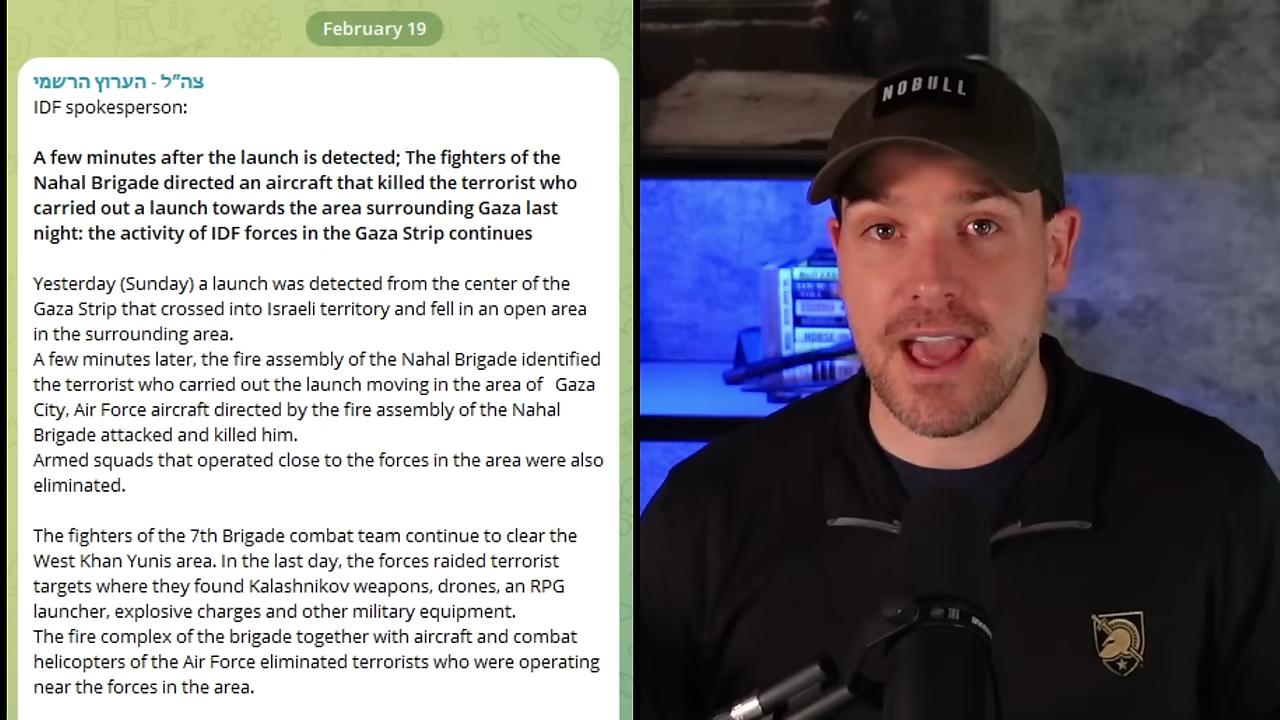 February 19
צה״ל - הערוץ הרשמי
IDF spokesperson:
A few minutes after the launch is detected; The fighters of the
Nahal Brigade directed an aircraft that killed the terrorist who
carried out a launch towards the area surrounding Gaza last
night: the activity of IDF forces in the Gaza Strip continues
Yesterday (Sunday) a launch was detected from the center of the
Gaza Strip that crossed into Israeli territory and fell in an open area
in the surrounding area.
A few minutes later, the fire assembly of the Nahal Brigade identified
the terrorist who carried out the launch moving in the area of Gaza
City, Air Force aircraft directed by the fire assembly of the Nahal
Brigade attacked and killed him.
Armed squads that operated close to the forces in the area were also
eliminated.
The fighters of the 7th Brigade combat team continue to clear the
West Khan Yunis area. In the last day, the forces raided terrorist
targets where they found Kalashnikov weapons, drones, an RPG
launcher, explosive charges and other military equipment.
The fire complex of the brigade together with aircraft and combat
helicopters of the Air Force eliminated terrorists who were operating
near the forces in the area.
NOBULL